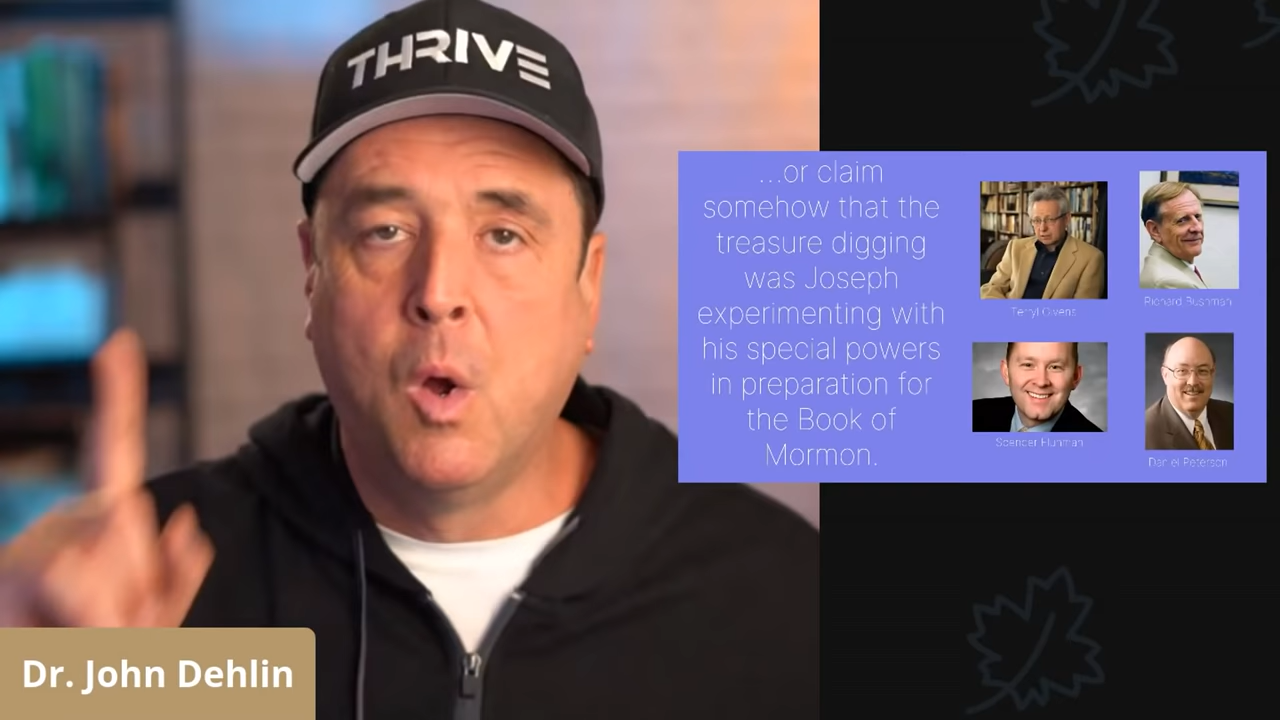 THRIVE
...or claim
somehow that the
treasure digging
was Joseph
experimenting with
his special powers
in preparation for
the Book of
Mormon.
Terryl Givens
Richard Bushman
Spencer Fluhman
Daniel Peterson
Dr. John Dehlin